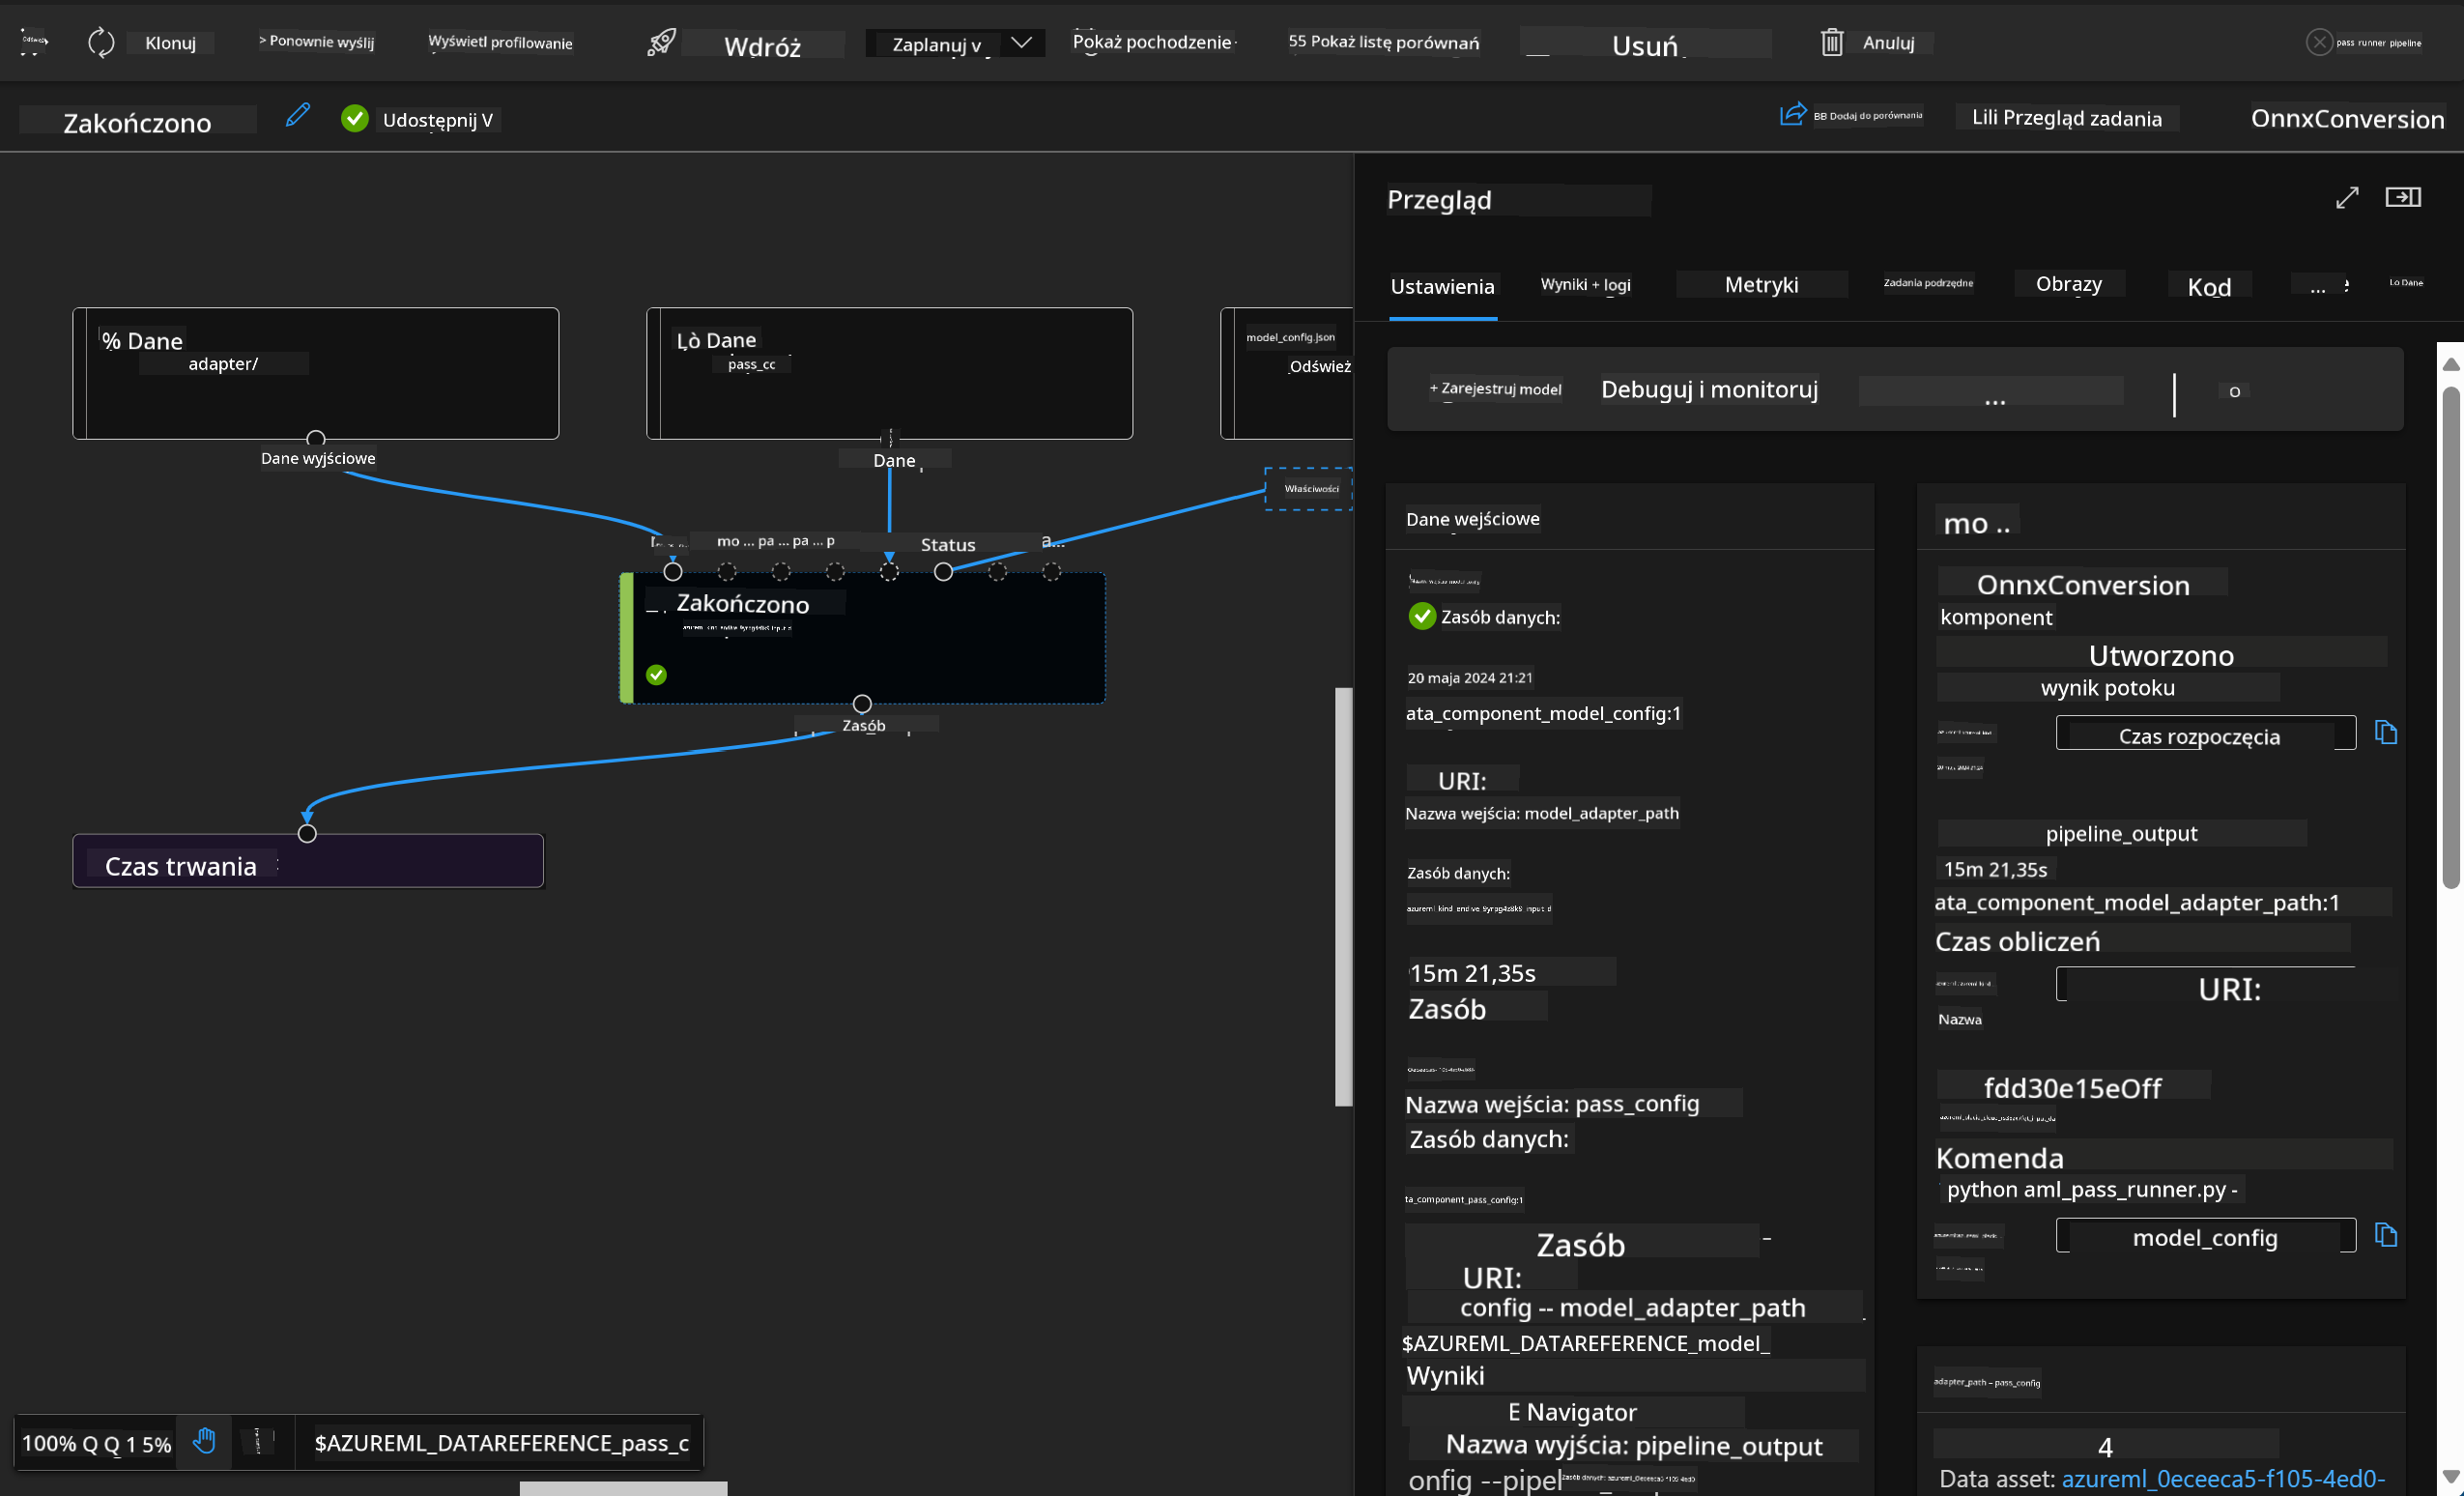 Klonuj
> Ponownie wyślij
Wyświetl profilowanie
Wdróż
Zaplanuj v
Pokaż pochodzenie
55 Pokaż listę porównań
Usuń
Anuluj
pass runner pipeline
Zakończono
Udostępnij V
BB Dodaj do porównania
Lili Przegląd zadania
OnnxConversion
Przegląd
Ustawienia
Wyniki + logi
Metryki
Zadania podrzędne
Obrazy
Kod
...
Lo Dane
% Dane
adapter/
Dane wyjściowe
Lò Dane
pass_cc
Dane
model_config.json
Odśwież
Właściwości
mo ... pa ... pa ... p
Status
a...
Zakończono
Zasób
Czas trwania
100% Q Q 1 5%
$AZUREML_DATAREFERENCE_pass_c
+ Zarejestruj model
Debuguj i monitoruj
...
O
Dane wejściowe
Zasób danych:
20 maja 2024 21:21
ata_component_model_config:1
URI:
Nazwa wejścia: model_adapter_path
Zasób danych:
15m 21,35s
Zasób
Nazwa wejścia: pass_config
Zasób danych:
ta_component_pass_config:1
Zasób
URI:
config -- model_adapter_path
$AZUREML_DATAREFERENCE_model_
Wyniki
E Navigator
Nazwa wyjścia: pipeline_output
onfig --pipel
mo ..
OnnxConversion
komponent
Utworzono
wynik potoku
Czas rozpoczęcia
pipeline_output
15m 21,35s
ata_component_model_adapter_path:1
Czas obliczeń
URI:
Nazwa
fdd30e15eOff
Komenda
python aml_pass_runner.py -
model_config
adapter_path – pass_config
4
Data asset: azureml_0eceeca5-f105-4ed0-